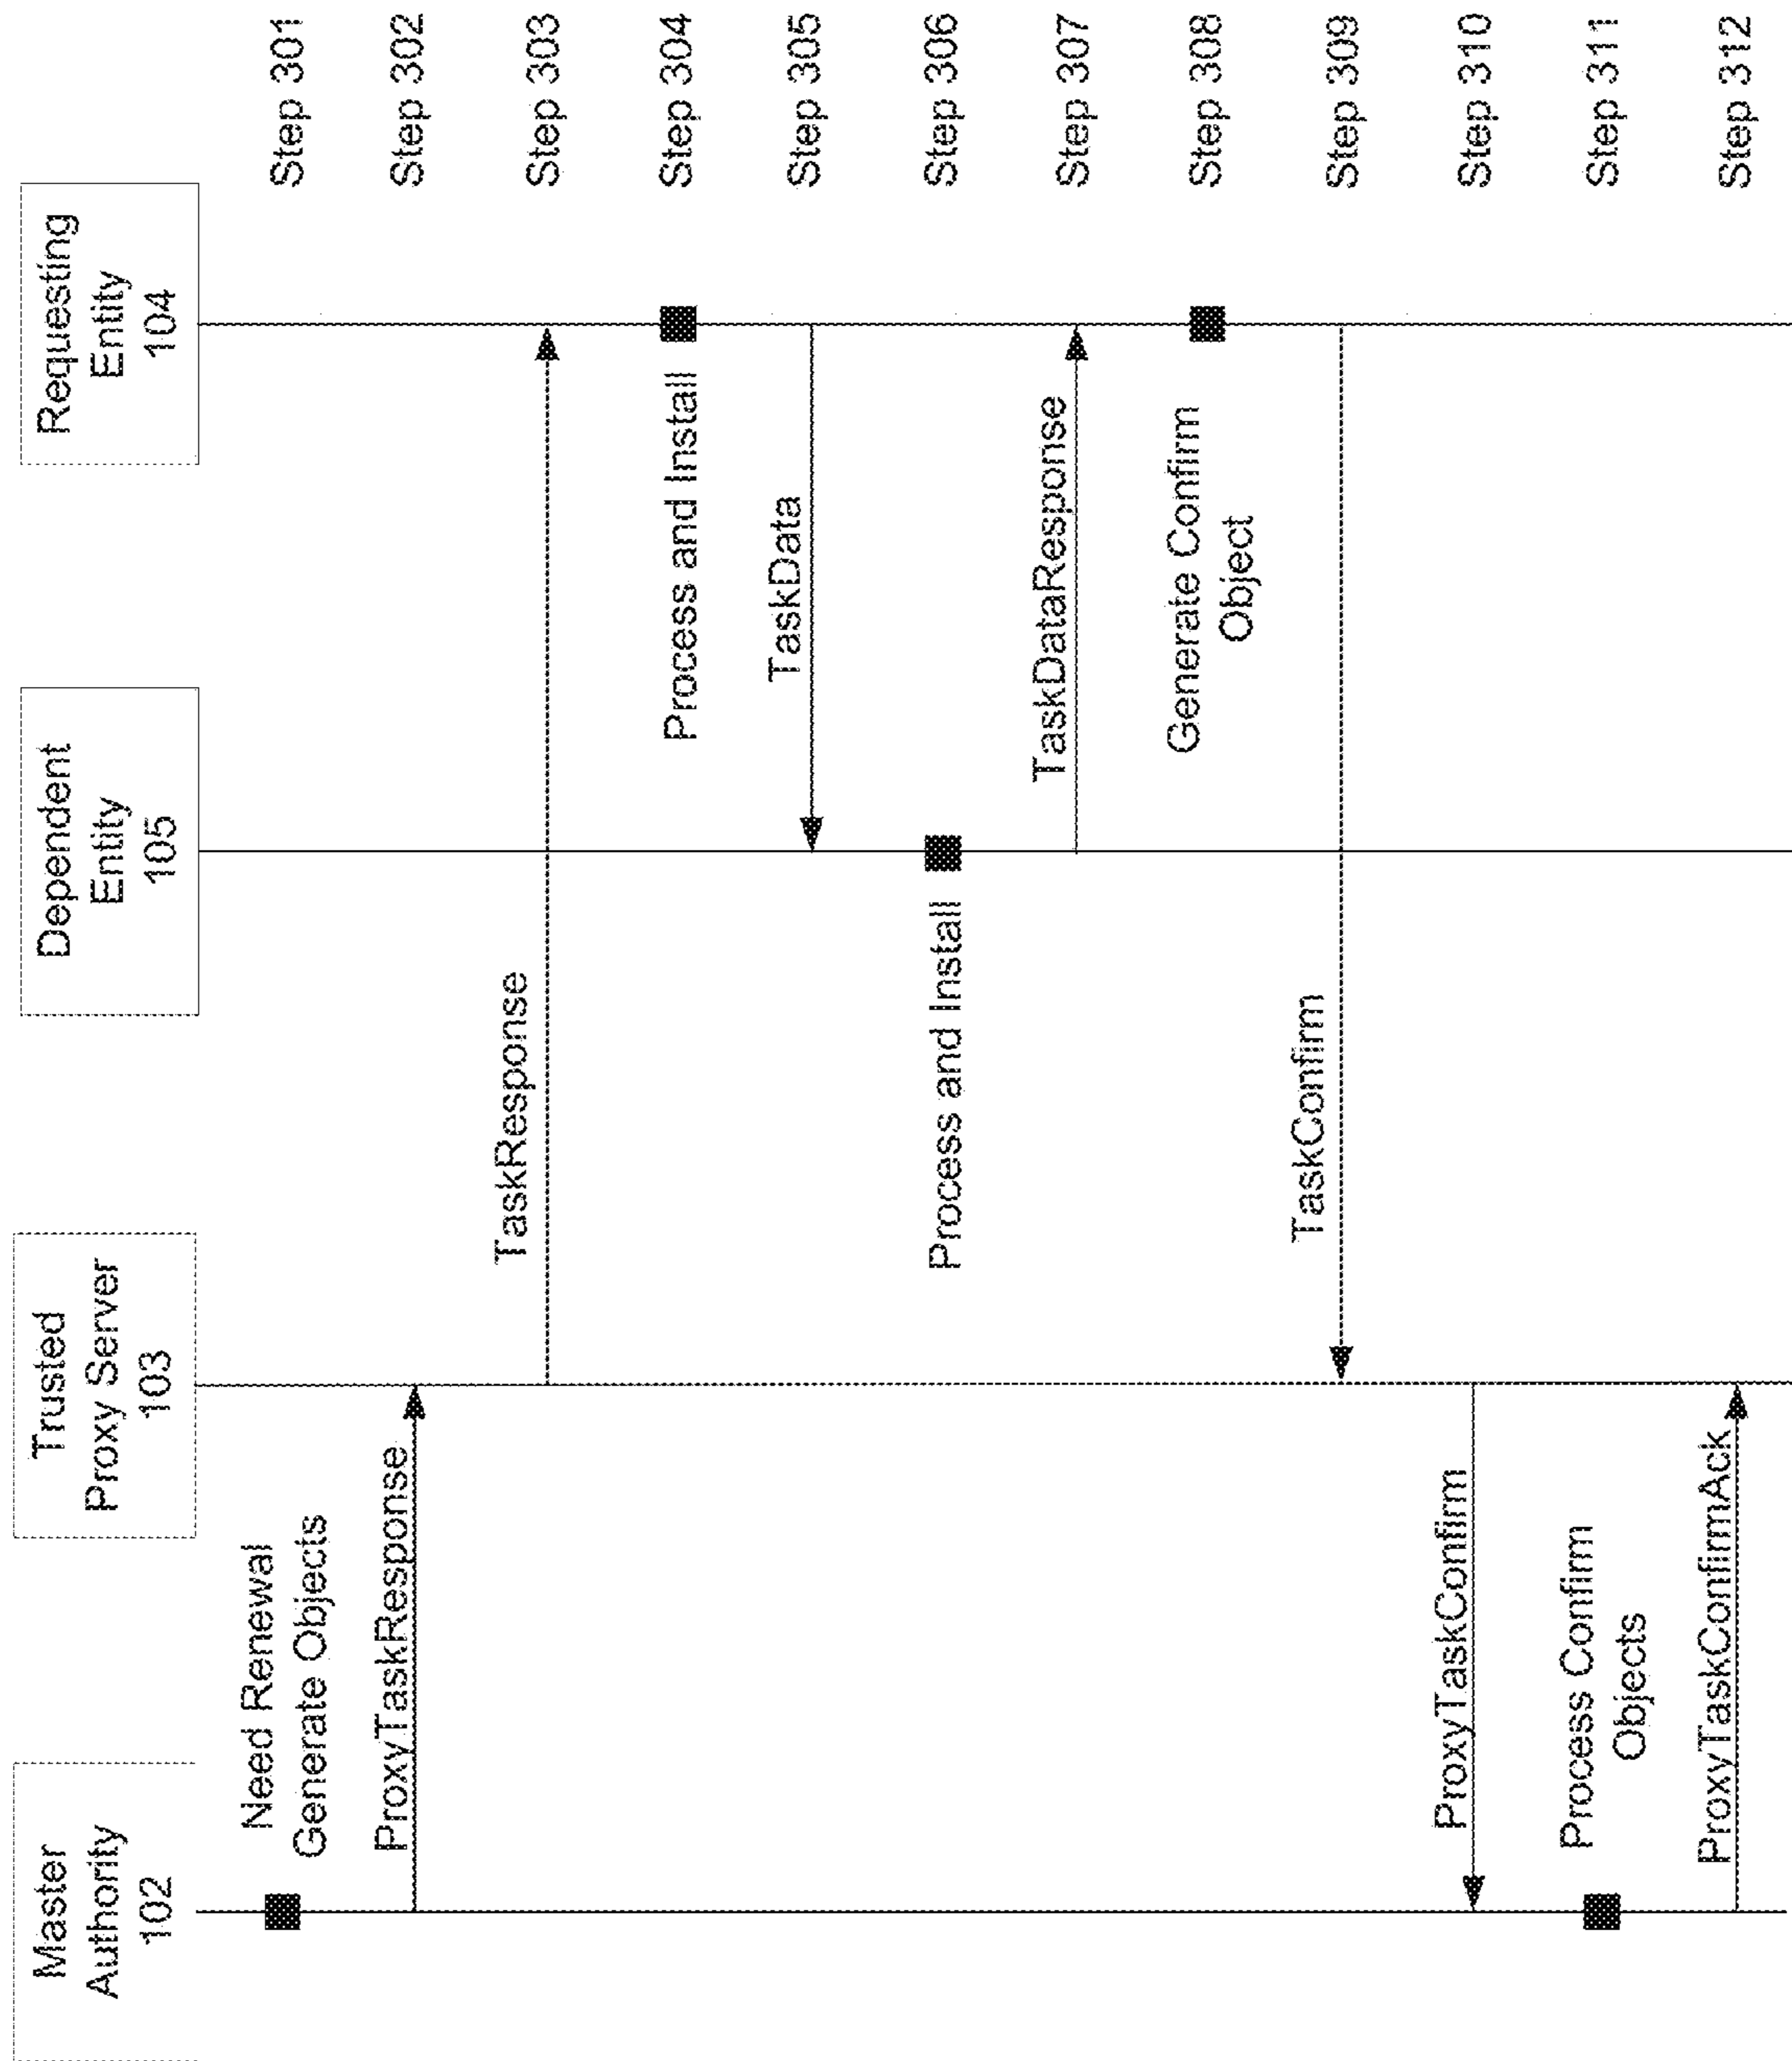 Master
Authority
102
Trusted
Proxy Server
103
Dependent
Entity
105
Requesting
Entity
104
Need Renewal
Generate Objects
Step 301
ProxyTaskResponse
Step 302
TaskResponse
Step 303
Process and Install
Step 304
TaskData
Step 305
Process and Install
Step 306
TaskDataResponse
Step 307
Generate Confirm
Object
Step 308
TaskConfirm
Step 309
ProxyTaskConfirm
Step 310
Process Confirm
Objects
Step 311
ProxyTaskConfirmAck
Step 312